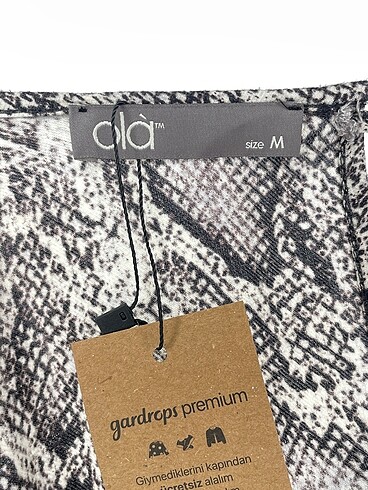 olà™
size M
gardrops premium
Giymediklerini kapından
ücretsiz alalım